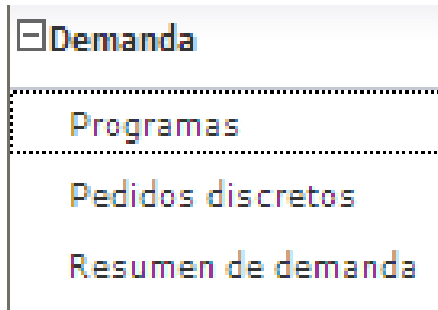 Demanda
Programas
Pedidos discretos
Resumen de demanda